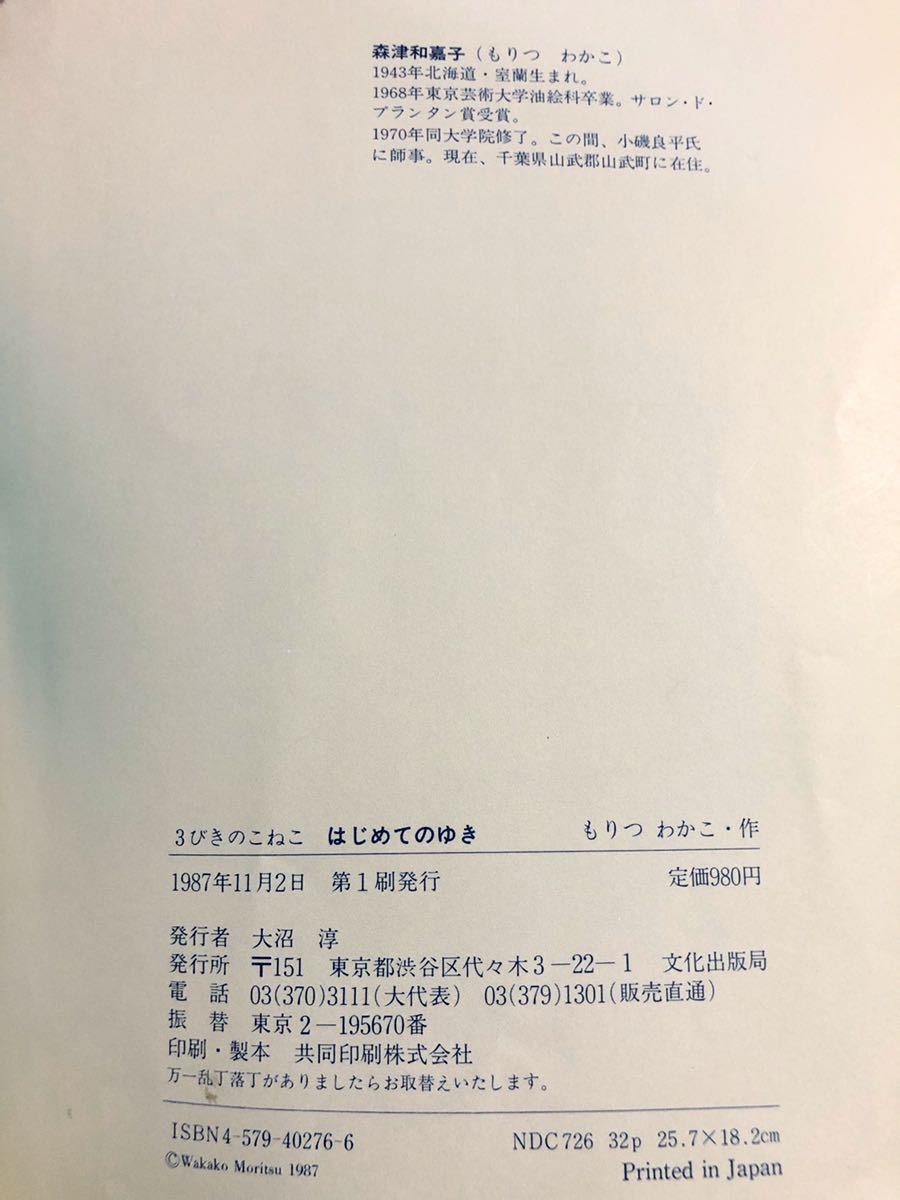 森津和嘉子(もりつ わかこ)
1943年北海道・室蘭生まれ。
1968年東京芸術大学油絵科卒業。サロン・ド・
プランタン賞受賞。
1970年同大学院修了。この間、小磯良平氏
に師事。現在、千葉県山武郡山武町に在住。
3びきのこねこ はじめてのゆき もりつ わかこ・作
1987年11月2日 第1刷発行 定価980円
発行者 大沼 淳
発行所 〒151 東京都渋谷区代々木3―22―1 文化出版局
電話 03(370)3111(大代表) 03(379)1301(販売直通)
振替 東京2―195670番
印刷・製本 共同印刷株式会社
万一乱丁落丁がありましたらお取替えいたします。
ISBN4-579-40276-6 NDC726 32p 25.7×18.2cm
©Wakako Moritsu 1987 Printed in Japan